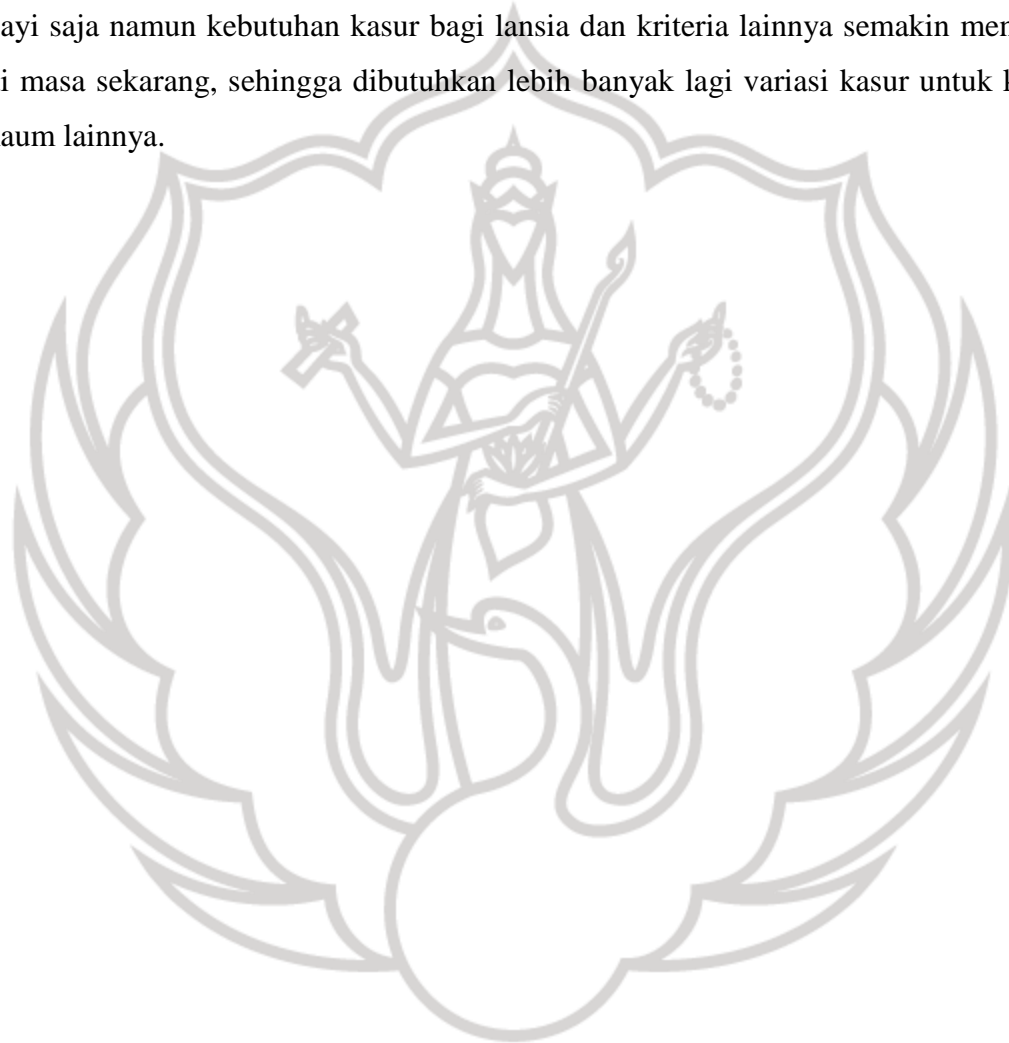 ayi saja namun kebutuhan kasur bagi lansia dan kriteria lainnya semakin men
i masa sekarang, sehingga dibutuhkan lebih banyak lagi variasi kasur untuk k
aum lainnya.